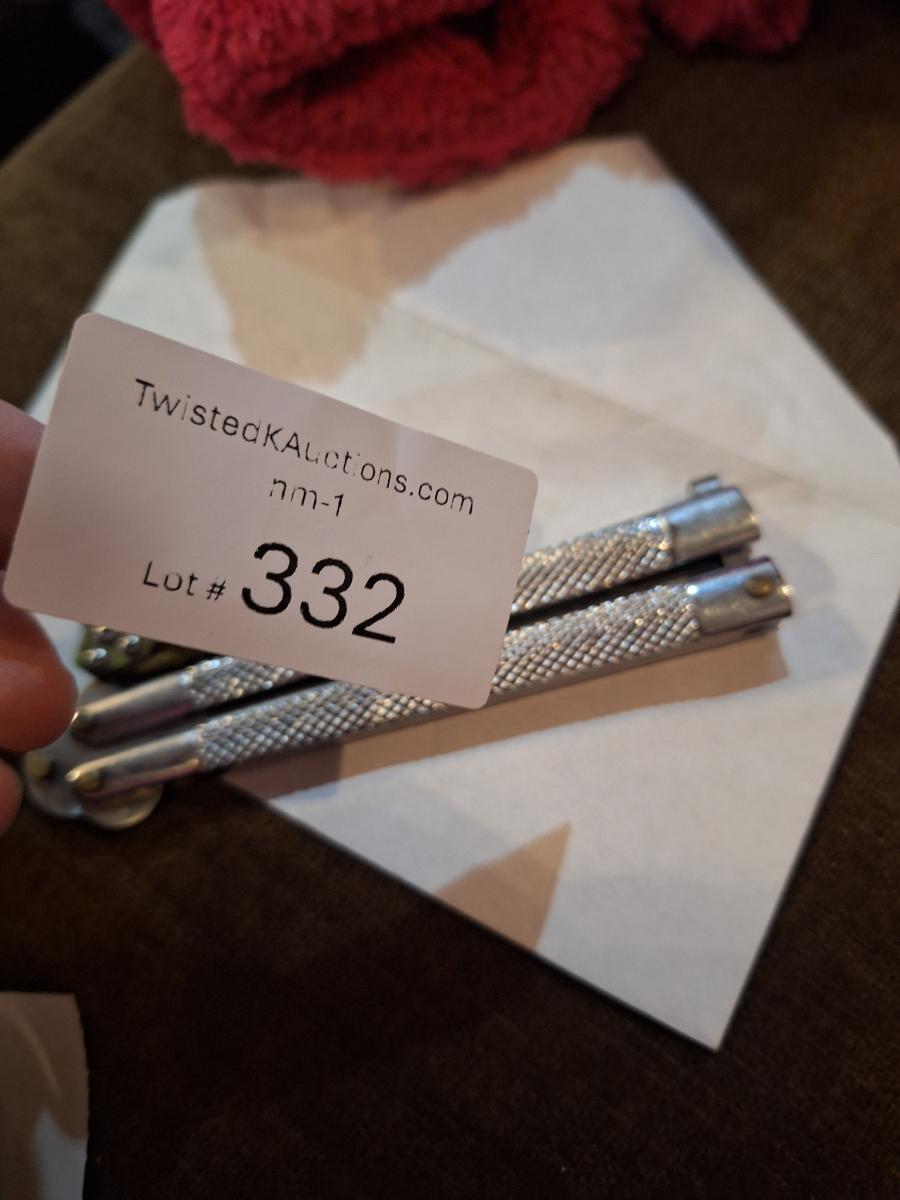 TwistedKAuctions.com
nm-1
Lot # 332